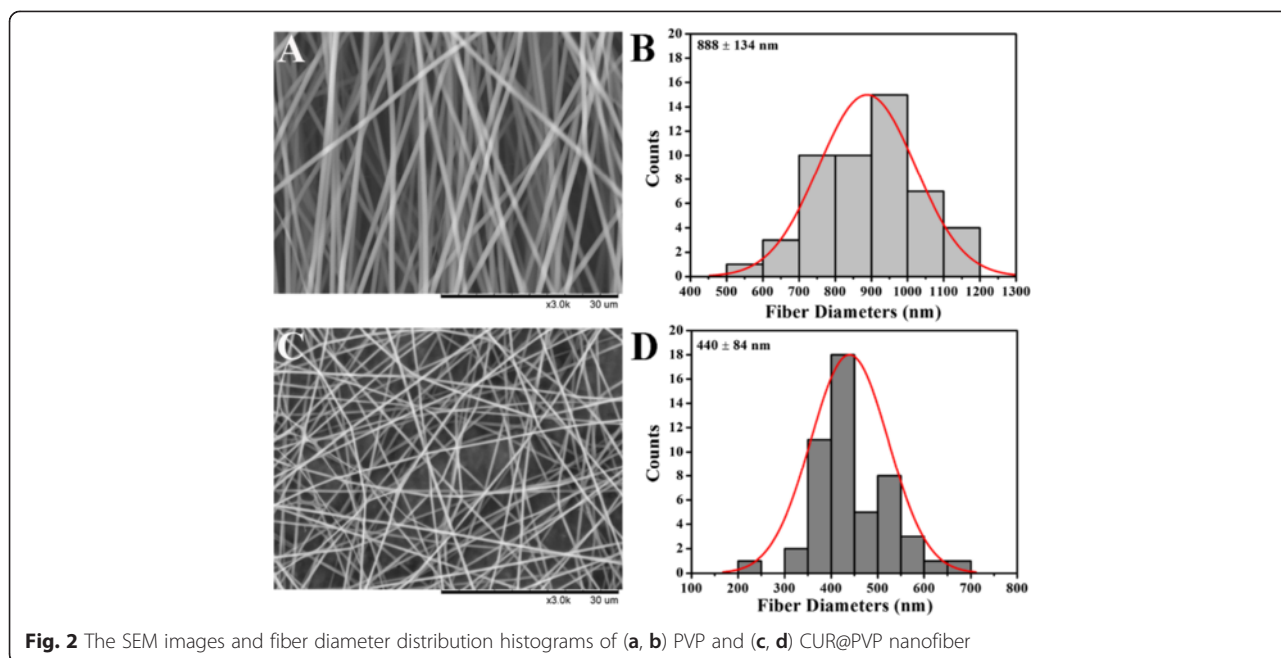 A
x3.0k 30 um
B
888 ± 134 nm
20
18
16
14
12
10
8
6
4
2
0
Counts
400 500 600 700 800 900 1000 1100 1200 1300
Fiber Diameters (nm)
C
x3.0k 30 um
D
440 ± 84 nm
20
18
16
14
12
10
8
6
4
2
0
Counts
100 200 300 400 500 600 700 800
Fiber Diameters (nm)
Fig. 2 The SEM images and fiber diameter distribution histograms of (a, b) PVP and (c, d) CUR@PVP nanofiber